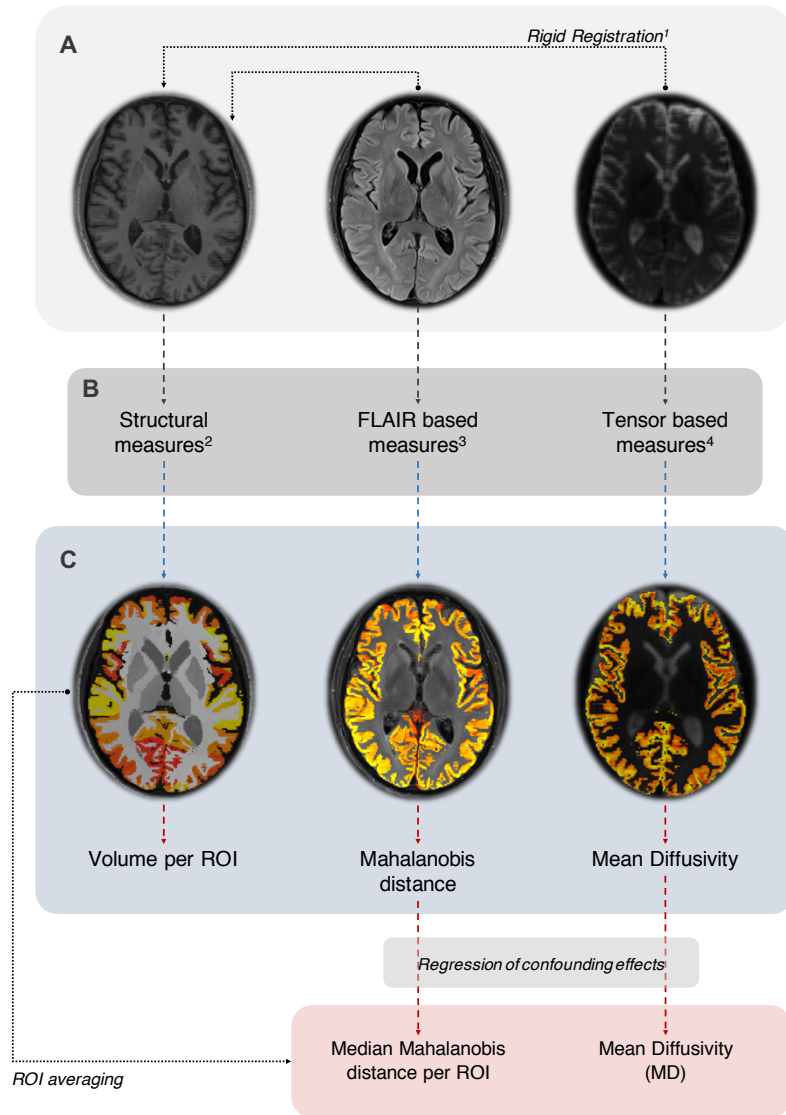 A
Rigid Registration¹
B
Structural
measures²
FLAIR based
measures³
Tensor based
measures⁴
C
Volume per ROI
Mahalanobis
distance
Mean Diffusivity
Regression of confounding effects
Median Mahalanobis
distance per ROI
Mean Diffusivity
(MD)
ROI averaging